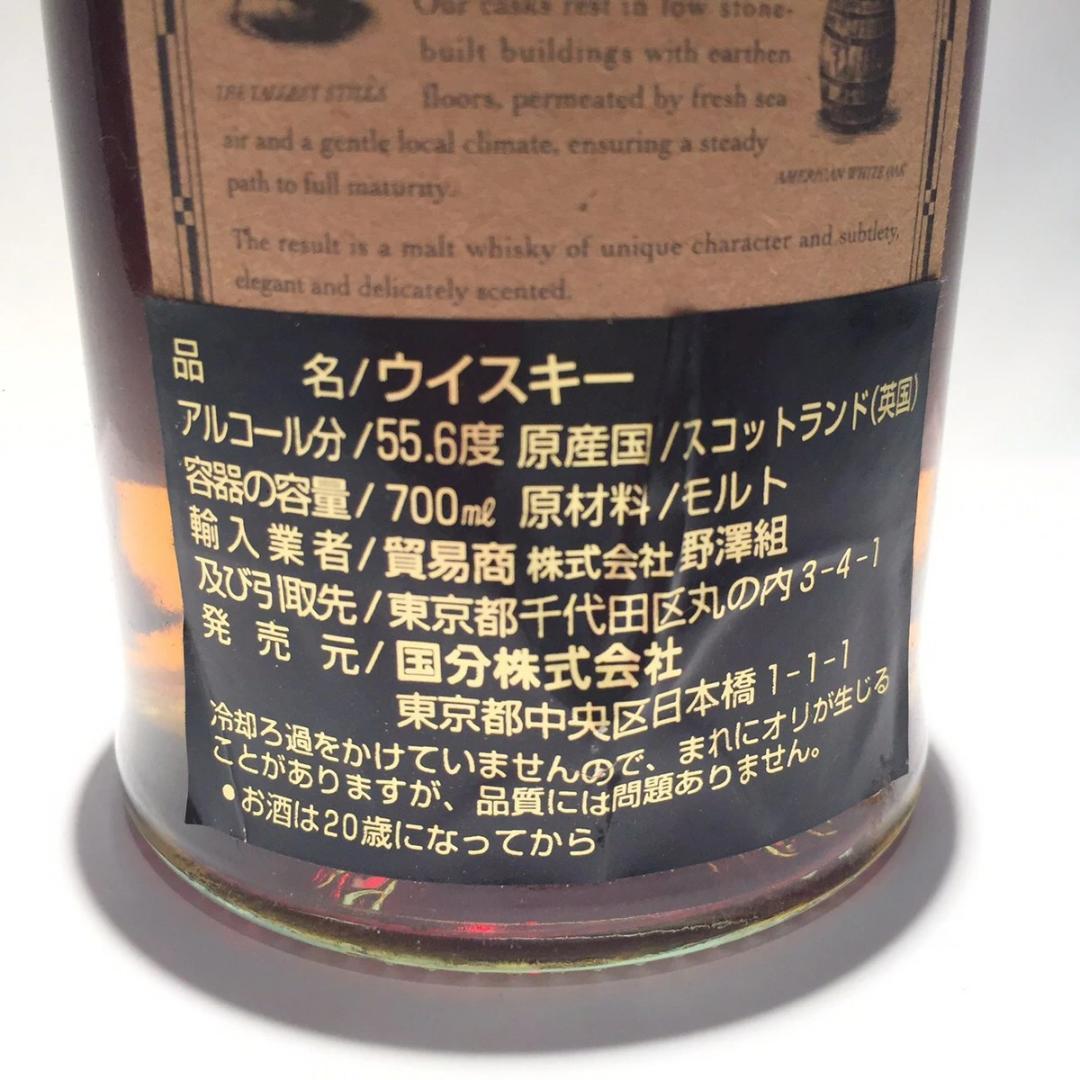 Our casks rest in low stone-
built buildings with earthen
THE TALLEST STILLS
floors, permeated by fresh sea
air and a gentle local climate, ensuring a steady
path to full maturity.
AMERICAN WHITE OAK
The result is a malt whisky of unique character and subtlety,
elegant and delicately scented.
品 名/ウイスキー
アルコール分/55.6度 原産国/スコットランド(英国)
容器の容量/700㎖ 原材料/モルト
輸入業者/貿易商 株式会社 野澤組
及び引取先/東京都千代田区丸の内3-4-1
発売元/国分株式会社
東京都中央区日本橋1-1-1
冷却ろ過をかけていませんので、まれにオリが生じる
ことがありますが、品質には問題ありません。
●お酒は20歳になってから